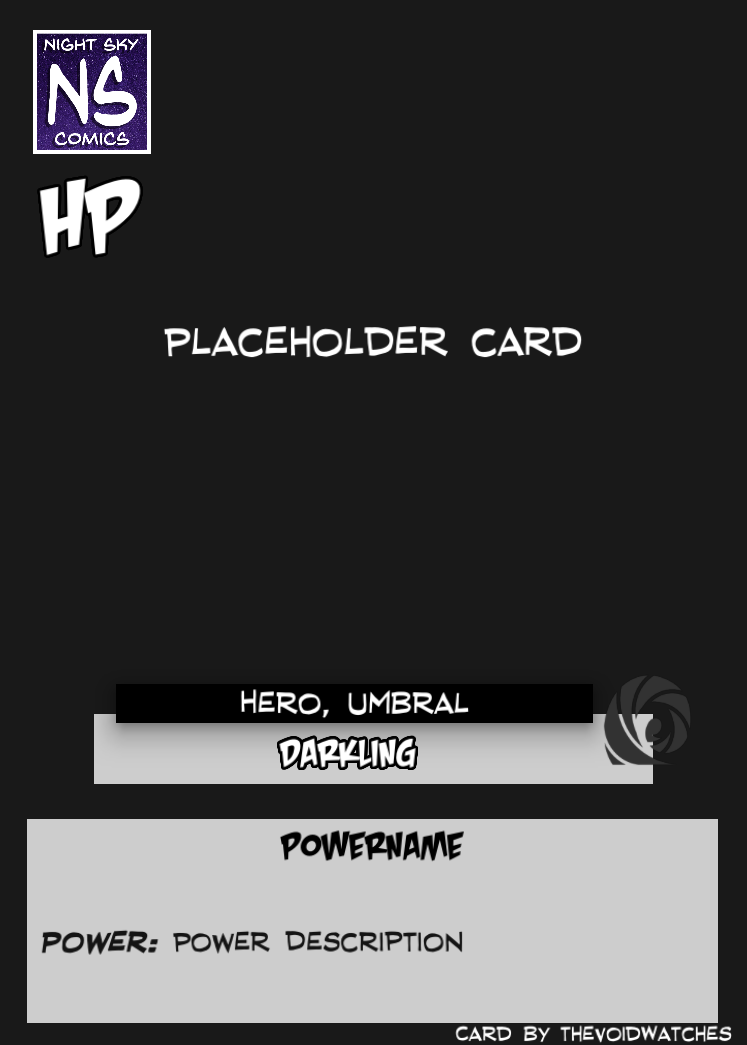 NIGHT SKY
NS
COMICS
HP
PLACEHOLDER CARD
HERO, UMBRAL
DARKLING
POWERNAME
POWER: POWER DESCRIPTION
CARD BY THEVOIDWATCHES